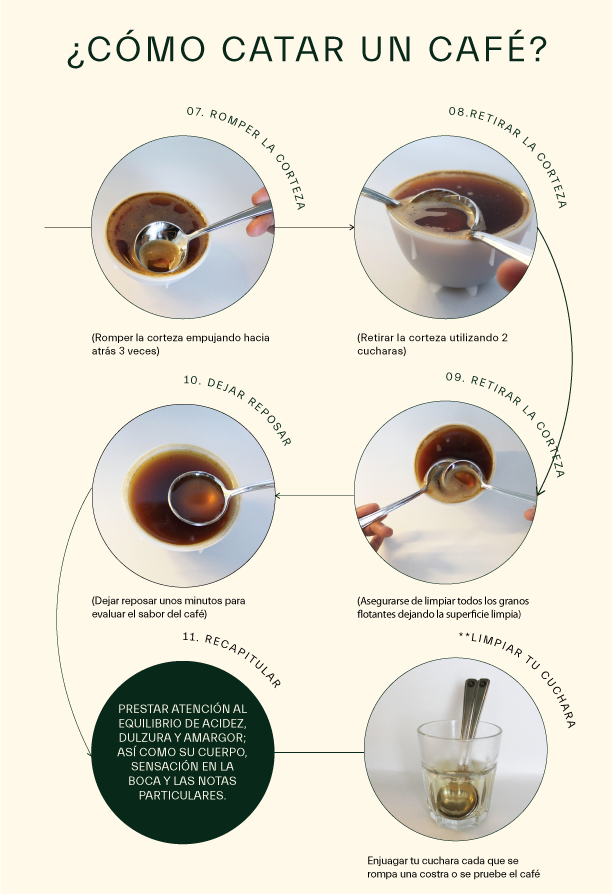 ¿CÓMO CATAR UN CAFÉ?
07. ROMPER LA CORTEZA
(Romper la corteza empujando hacia
atrás 3 veces)
08.RETIRAR LA CORTEZA
(Retirar la corteza utilizando 2
cucharas)
09. RETIRAR LA CORTEZA
(Asegurarse de limpiar todos los granos
flotantes dejando la superficie limpia)
10. DEJAR REPOSAR
(Dejar reposar unos minutos para
evaluar el sabor del café)
11. RECAPITULAR
PRESTAR ATENCIÓN AL
EQUILIBRIO DE ACIDEZ,
DULZURA Y AMARGOR;
ASÍ COMO SU CUERPO,
SENSACIÓN EN LA
BOCA Y LAS NOTAS
PARTICULARES.
**LIMPIAR TU CUCHARA
Enjuagar tu cuchara cada que se
rompa una costra o se pruebe el café